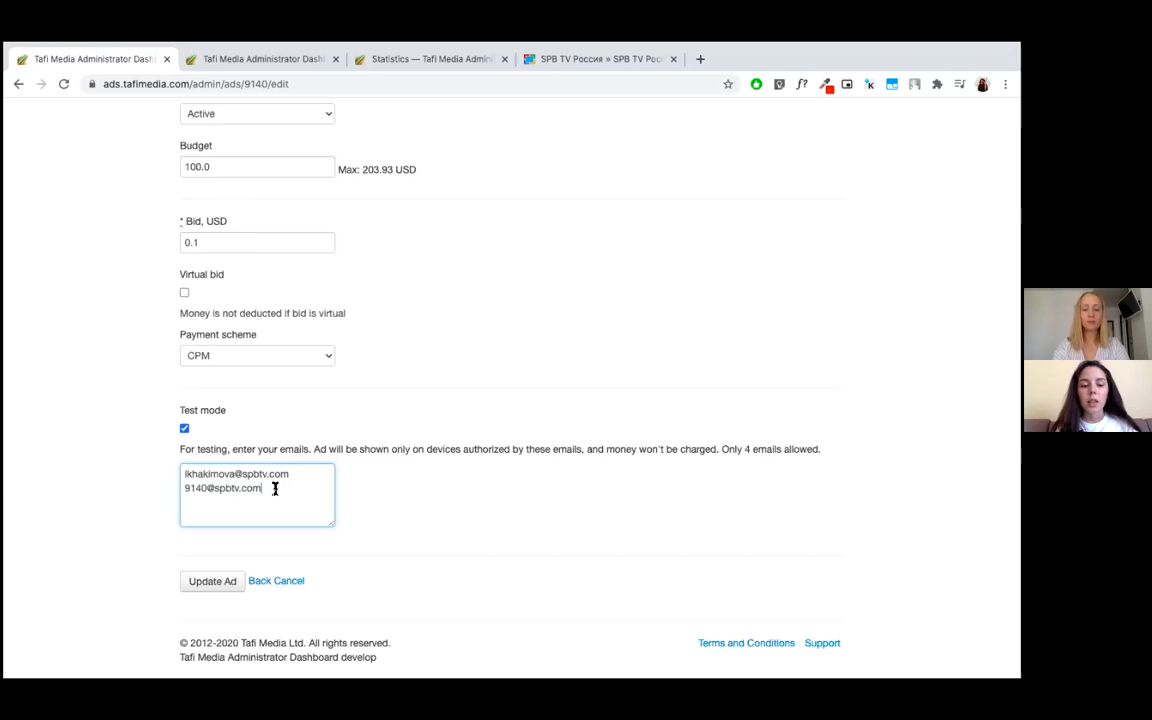 Tafi Media Administrator Dash
Tafi Media Administrator Dashb
Statistics — Tafi Media Admin
SPB TV Россия » SPB TV Рос
ads.tafimedia.com/admin/ads/9140/edit
Active
Budget
100.0
Max: 203.93 USD
* Bid, USD
0.1
Virtual bid
Money is not deducted if bid is virtual
Payment scheme
CPM
Test mode
For testing, enter your emails. Ad will be shown only on devices authorized by these emails, and money won't be charged. Only 4 emails allowed.
lkhakimova@spbtv.com
9140@spbtv.com
Update Ad
Back Cancel
© 2012-2020 Tafi Media Ltd. All rights reserved.
Terms and Conditions Support
Tafi Media Administrator Dashboard develop